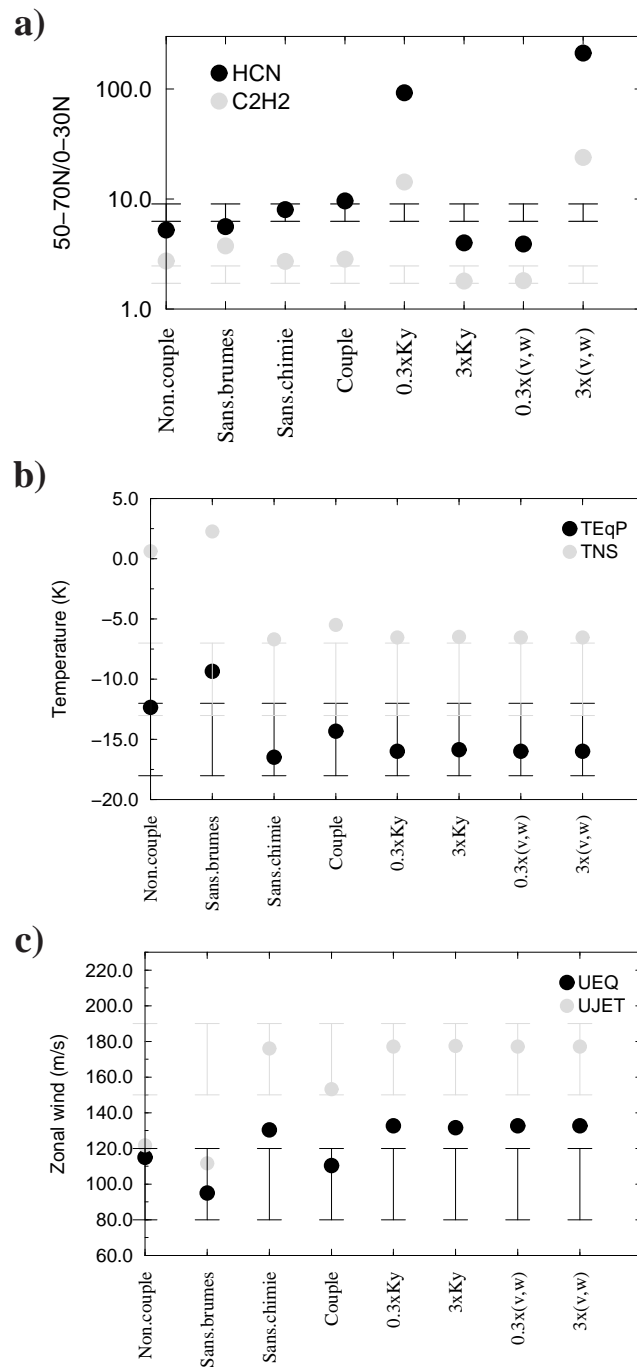 a)
HCN
C2H2
50–70N/0–30N
100.0
10.0
1.0
Non.couple
Sans.brumes
Sans.chimie
Couple
0.3xKy
3xKy
0.3x(v,w)
3x(v,w)
b)
TEqP
TNS
Temperature (K)
5.0
0.0
–5.0
–10.0
–15.0
–20.0
Non.couple
Sans.brumes
Sans.chimie
Couple
0.3xKy
3xKy
0.3x(v,w)
3x(v,w)
c)
UEQ
UJET
Zonal wind (m/s)
220.0
200.0
180.0
160.0
140.0
120.0
100.0
80.0
60.0
Non.couple
Sans.brumes
Sans.chimie
Couple
0.3xKy
3xKy
0.3x(v,w)
3x(v,w)